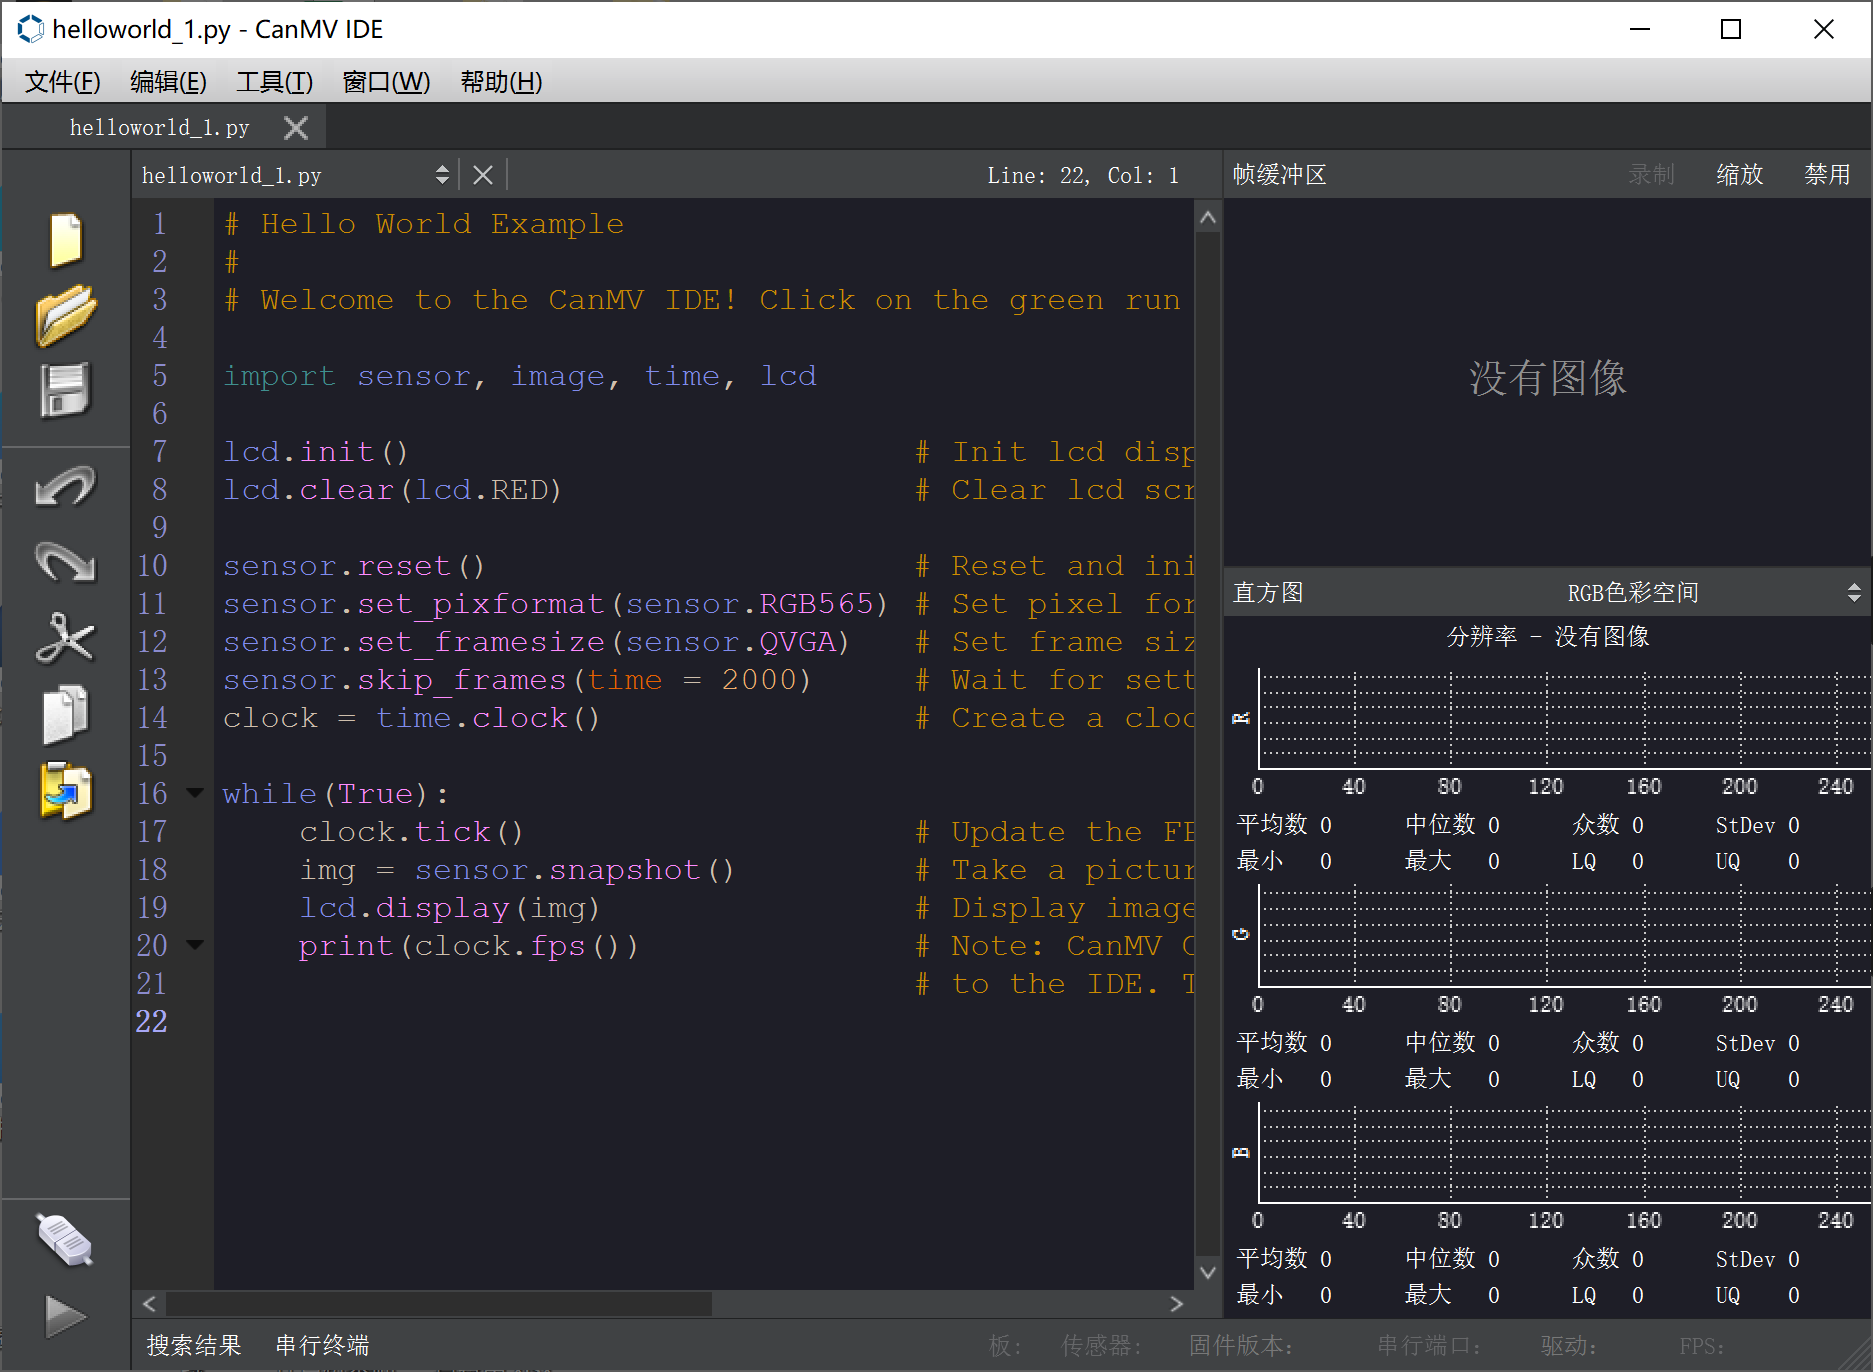 helloworld_1.py - CanMV IDE
文件(F) 编辑(E) 工具(T) 窗口(W) 帮助(H)
helloworld_1.py
helloworld_1.py Line: 22, Col: 1
1 # Hello World Example
2 #
3 # Welcome to the CanMV IDE! Click on the green run
4
5 import sensor, image, time, lcd
6
7 lcd.init() # Init lcd disp
8 lcd.clear(lcd.RED) # Clear lcd scr
9
10 sensor.reset() # Reset and ini
11 sensor.set_pixformat(sensor.RGB565) # Set pixel for
12 sensor.set_framesize(sensor.QVGA) # Set frame siz
13 sensor.skip_frames(time = 2000) # Wait for sett
14 clock = time.clock() # Create a cloc
15
16 while(True):
17 clock.tick() # Update the FP
18 img = sensor.snapshot() # Take a pictur
19 lcd.display(img) # Display image
20 print(clock.fps()) # Note: CanMV C
21 # to the IDE. T
22
帧缓冲区 录制 缩放 禁用
没有图像
直方图 RGB色彩空间
分辨率 - 没有图像
R
0 40 80 120 160 200 240
平均数 0 中位数 0 众数 0 StDev 0
最小 0 最大 0 LQ 0 UQ 0
G
0 40 80 120 160 200 240
平均数 0 中位数 0 众数 0 StDev 0
最小 0 最大 0 LQ 0 UQ 0
B
0 40 80 120 160 200 240
平均数 0 中位数 0 众数 0 StDev 0
最小 0 最大 0 LQ 0 UQ 0
搜索结果 串行终端 板: 传感器: 固件版本: 串行端口: 驱动: FPS: